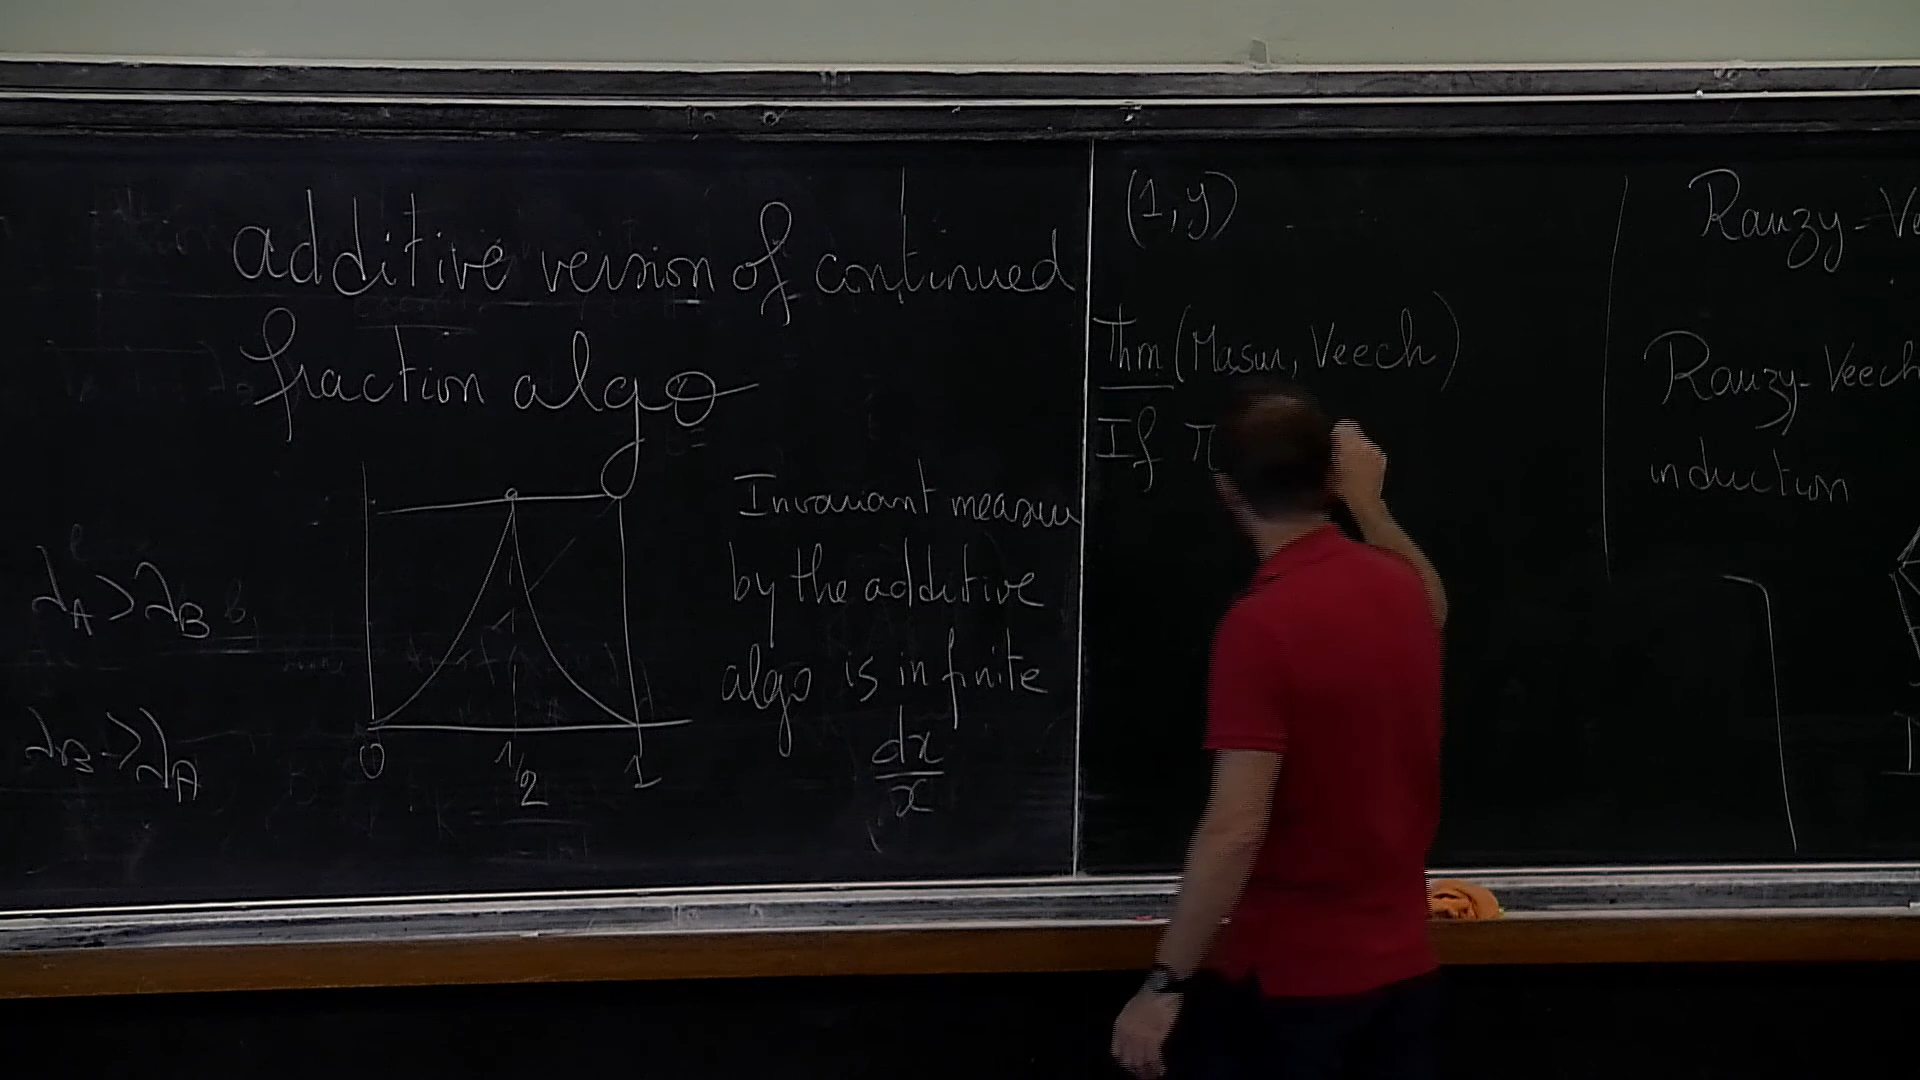 additive version of continued
fraction algo
λA > λB
λB > λA
0
1/2
1
Invariant measure
by the additive
algo is infinite
dx
x
(1, y)
Thm (Masur, Veech)
If π
Rauzy-Ve
Rauzy-Veech
induction